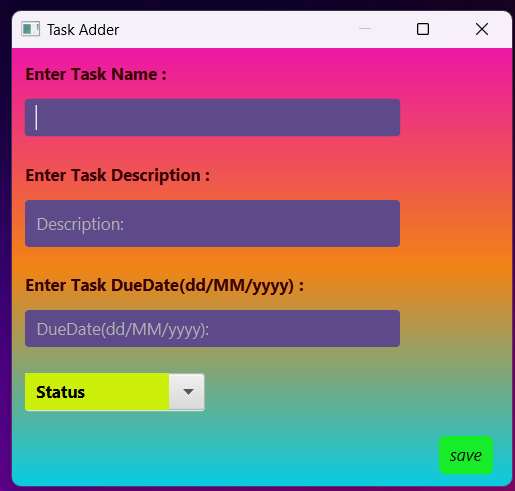 Task Adder
Enter Task Name :
Enter Task Description :
Description:
Enter Task DueDate(dd/MM/yyyy) :
DueDate(dd/MM/yyyy):
Status
save